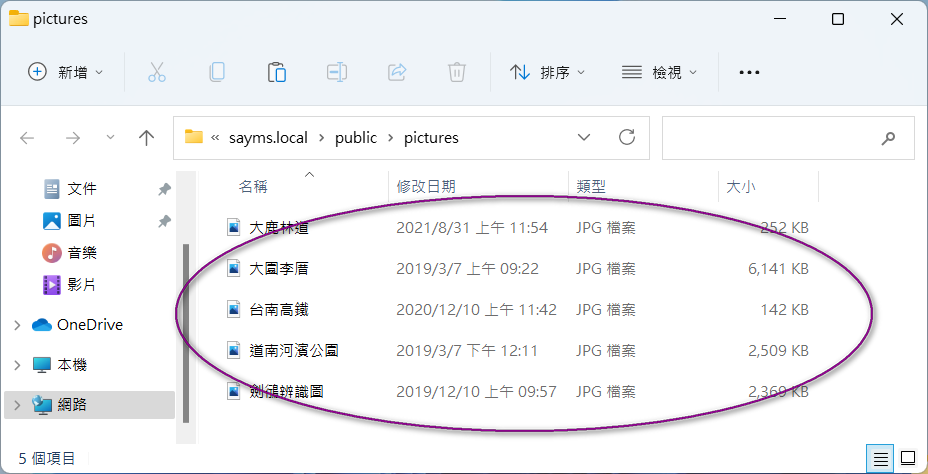 pictures
新增
排序
檢視
« sayms.local › public › pictures
文件
圖片
音樂
影片
OneDrive
本機
網路
名稱 修改日期 類型 大小
大鹿林道 2021/8/31 上午 11:54 JPG 檔案 252 KB
大園李厝 2019/3/7 上午 09:22 JPG 檔案 6,141 KB
台南高鐵 2020/12/10 上午 11:42 JPG 檔案 142 KB
道南河濱公園 2019/3/7 下午 12:11 JPG 檔案 2,509 KB
辨識圖 2019/12/10 上午 09:57 JPG 檔案 2,369 KB
5 個項目